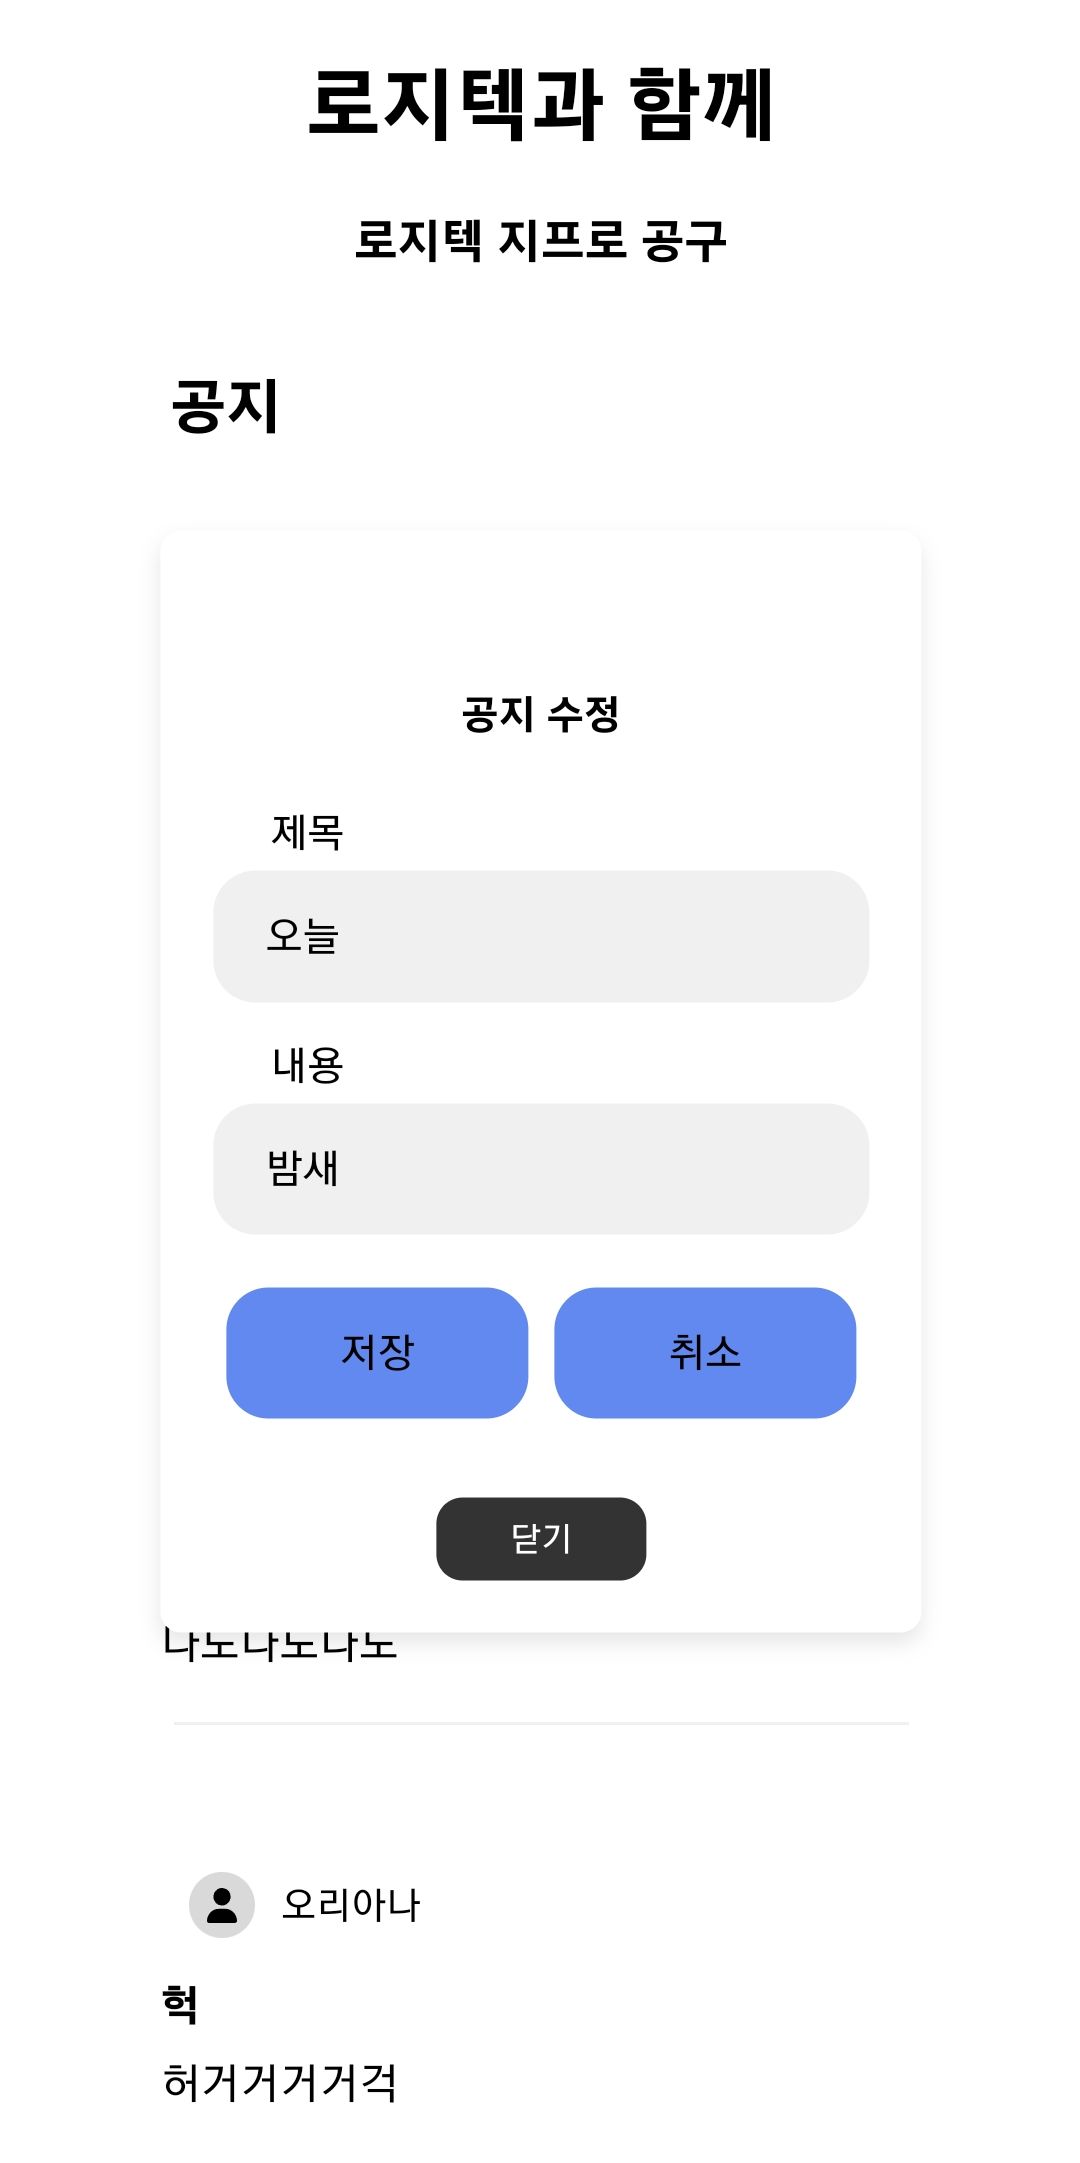 로지텍과 함께
로지텍 지프로 공구
공지
공지 수정
제목
오늘
내용
밤새
저장 취소
닫기
나노나노나노
오리아나
헉
허거거거거걱